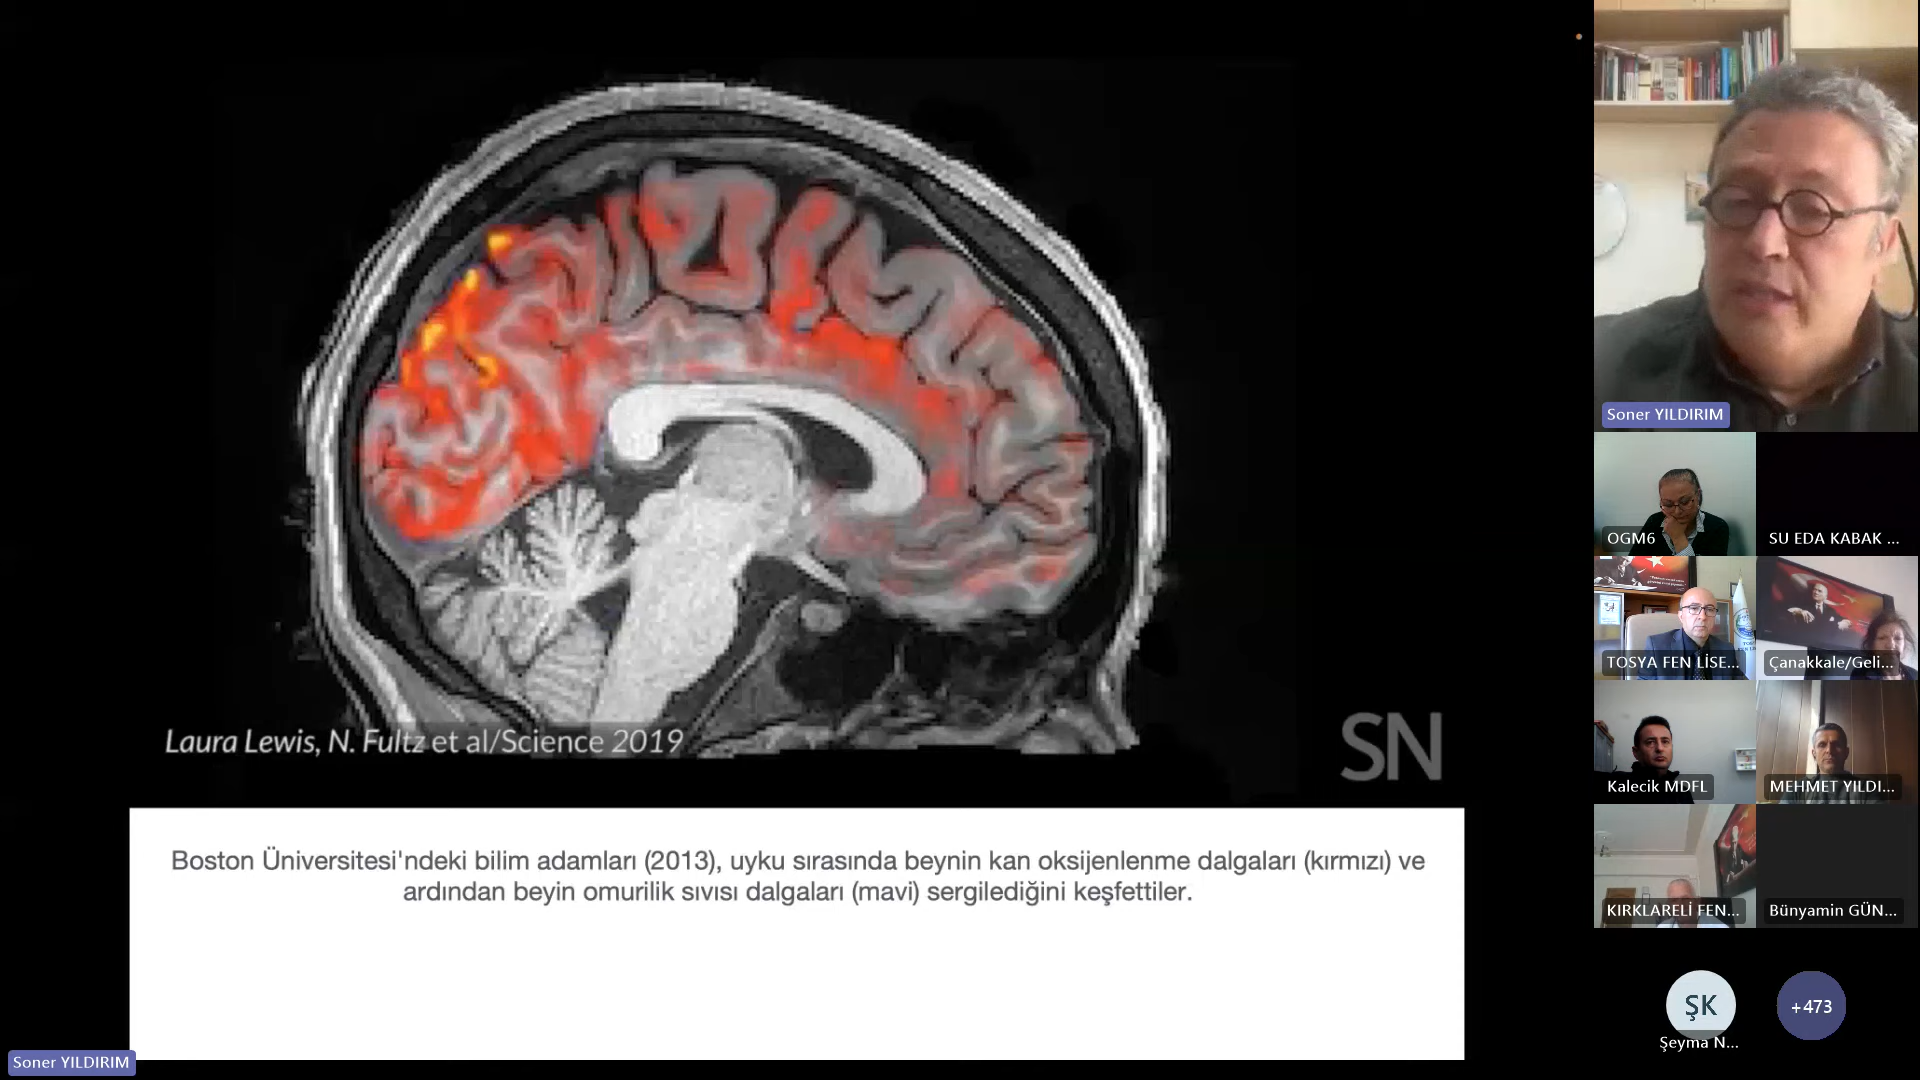 Laura Lewis, N. Fultz et al/Science 2019
SN
Boston Üniversitesi'ndeki bilim adamları (2013), uyku sırasında beynin kan oksijenlenme dalgaları (kırmızı) ve
ardından beyin omurilik sıvısı dalgaları (mavi) sergilediğini keşfettiler.
Soner YILDIRIM
Soner YILDIRIM
OGM6
SU EDA KABAK ...
TOSYA FEN LİSE...
Çanakkale/Geli...
Kalecik MDFL
MEHMET YILDI...
KIRKLARELİ FEN...
Bünyamin GÜN...
ŞK
Şeyma N...
+473